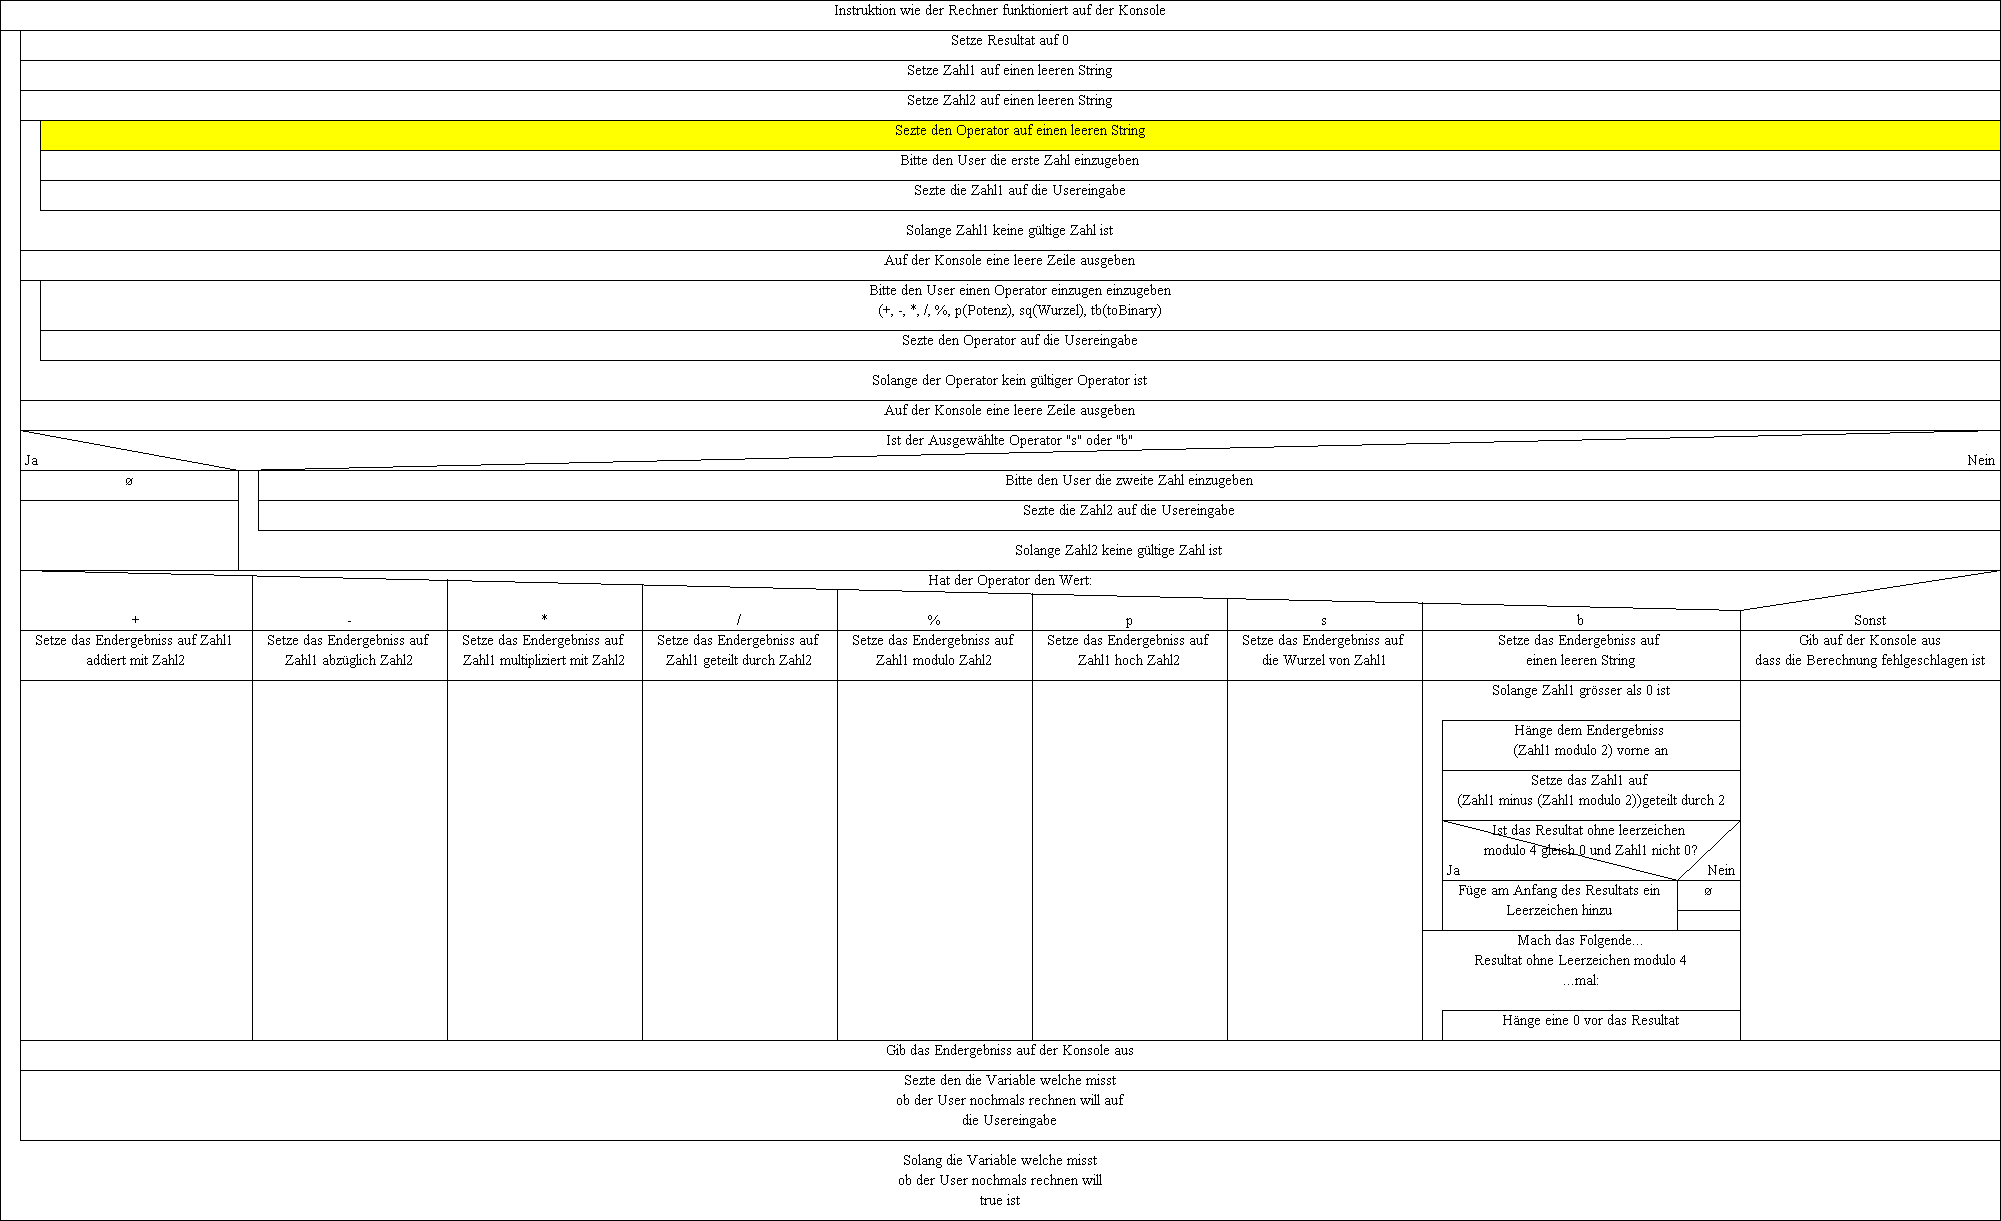 Instruktion wie der Rechner funktioniert auf der Konsole
Setze Resultat auf 0
Setze Zahl1 auf einen leeren String
Setze Zahl2 auf einen leeren String
Sezte den Operator auf einen leeren String
Bitte den User die erste Zahl einzugeben
Sezte die Zahl1 auf die Usereingabe
Solange Zahl1 keine gültige Zahl ist
Auf der Konsole eine leere Zeile ausgeben
Bitte den User einen Operator einzugen einzugeben
(+, -, *, /, %, p(Potenz), sq(Wurzel), tb(toBinary)
Sezte den Operator auf die Usereingabe
Solange der Operator kein gültiger Operator ist
Auf der Konsole eine leere Zeile ausgeben
Ist der Ausgewählte Operator "s" oder "b"
Ja
Nein
ø
Bitte den User die zweite Zahl einzugeben
Sezte die Zahl2 auf die Usereingabe
Solange Zahl2 keine gültige Zahl ist
Hat der Operator den Wert:
+
Setze das Endergebniss auf Zahl1
addiert mit Zahl2
-
Setze das Endergebniss auf
Zahl1 abzüglich Zahl2
*
Setze das Endergebniss auf
Zahl1 multipliziert mit Zahl2
/
Setze das Endergebniss auf
Zahl1 geteilt durch Zahl2
%
Setze das Endergebniss auf
Zahl1 modulo Zahl2
p
Setze das Endergebniss auf
Zahl1 hoch Zahl2
s
Setze das Endergebniss auf
die Wurzel von Zahl1
b
Setze das Endergebniss auf
einen leeren String
Solange Zahl1 grösser als 0 ist
Hänge dem Endergebniss
(Zahl1 modulo 2) vorne an
Setze das Zahl1 auf
(Zahl1 minus (Zahl1 modulo 2))geteilt durch 2
Ist das Resultat ohne leerzeichen
modulo 4 gleich 0 und Zahl1 nicht 0?
Ja
Nein
Füge am Anfang des Resultats ein
Leerzeichen hinzu
ø
Mach das Folgende...
Resultat ohne Leerzeichen modulo 4
...mal:
Hänge eine 0 vor das Resultat
Sonst
Gib auf der Konsole aus
dass die Berechnung fehlgeschlagen ist
Gib das Endergebniss auf der Konsole aus
Sezte den die Variable welche misst
ob der User nochmals rechnen will auf
die Usereingabe
Solang die Variable welche misst
ob der User nochmals rechnen will
true ist